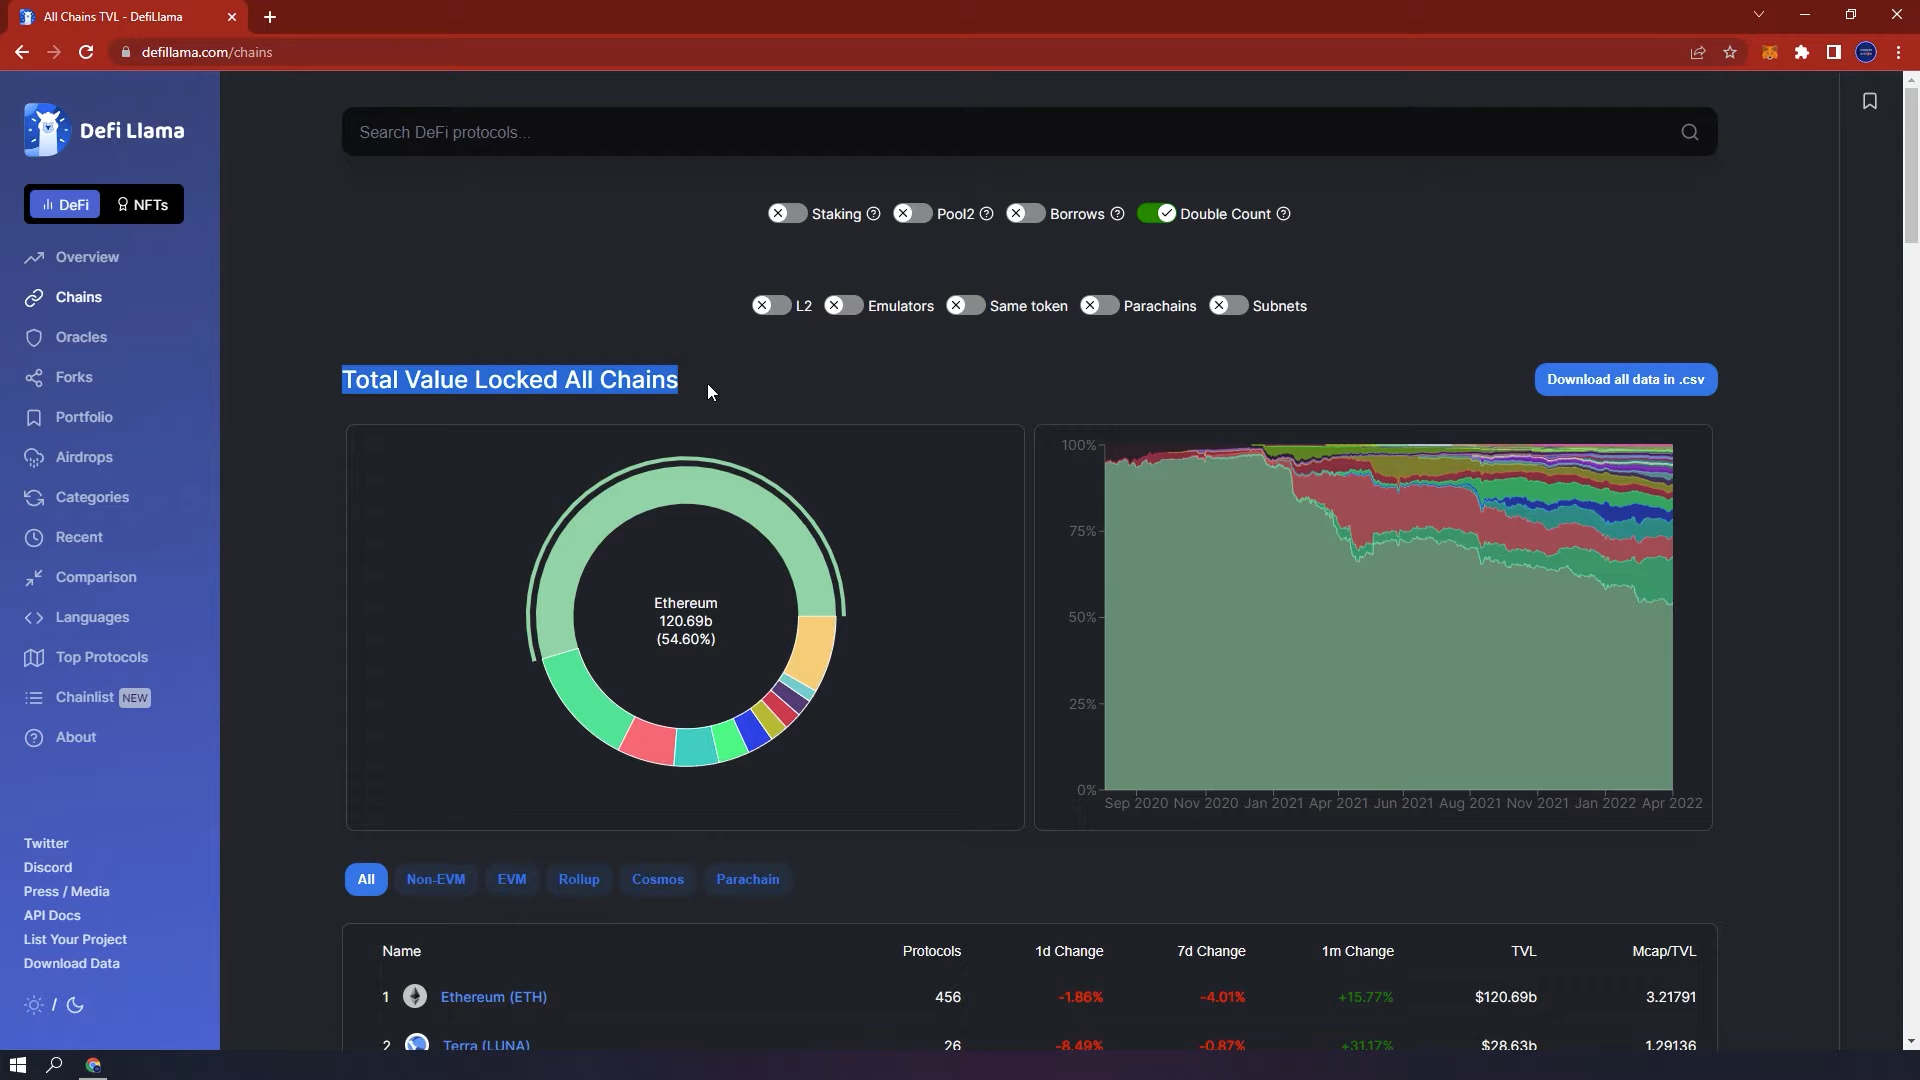 All Chains TVL - DefiLlama
defillama.com/chains
Defi Llama
DeFi NFTs
Overview
Chains
Oracles
Forks
Portfolio
Airdrops
Categories
Recent
Comparison
Languages
Top Protocols
Chainlist NEW
About
Twitter
Discord
Press / Media
API Docs
List Your Project
Download Data
/
Search DeFi protocols...
Staking Pool2 Borrows Double Count
L2 Emulators Same token Parachains Subnets
Total Value Locked All Chains
Download all data in .csv
Ethereum
120.69b
(54.60%)
100%
75%
50%
25%
0%
Sep 2020 Nov 2020 Jan 2021 Apr 2021 Jun 2021 Aug 2021 Nov 2021 Jan 2022 Apr 2022
All Non-EVM EVM Rollup Cosmos Parachain
Name Protocols 1d Change 7d Change 1m Change TVL Mcap/TVL
1 Ethereum (ETH) 456 -1.86% -4.01% +15.77% $120.69b 3.21791
2 Terra (LUNA) 26 -8.49% -0.87% +31.17% $28.63b 1.29136